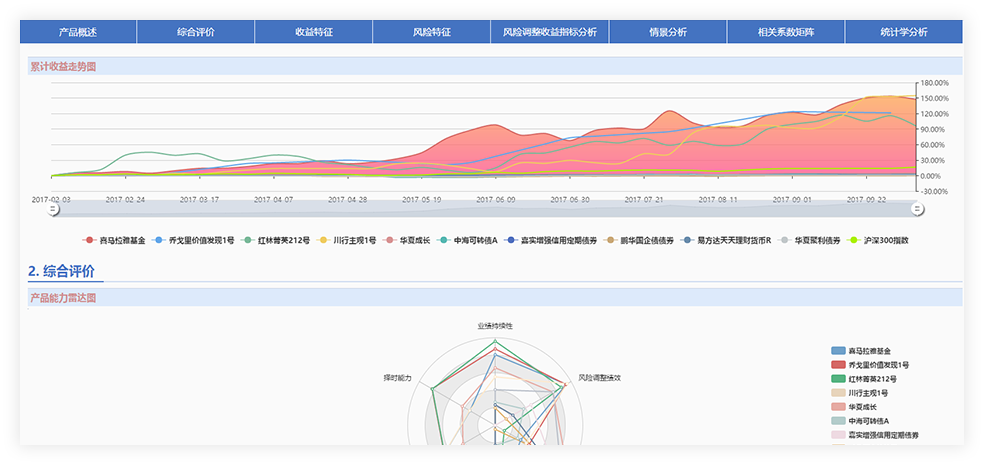 产品概述 综合评价 收益特征 风险特征 风险调整收益指标分析 情景分析 相关系数矩阵 统计学分析
累计收益走势图
180.00%
150.00%
120.00%
90.00%
60.00%
30.00%
0.00%
-30.00%
2017-02-03 2017-02-24 2017-03-17 2017-04-07 2017-04-28 2017-05-19 2017-06-09 2017-06-30 2017-07-21 2017-08-11 2017-09-01 2017-09-22
喜马拉雅基金 乔戈里价值发现1号 红林菁英212号 川行主观1号 华夏成长 中海可转债A 嘉实增强信用定期债券 鹏华国企债债券 易方达天天理财货币R 华夏聚利债券 沪深300指数
2. 综合评价
产品能力雷达图
业绩持续性
择时能力
风险调整绩效
喜马拉雅基金
乔戈里价值发现1号
红林菁英212号
川行主观1号
华夏成长
中海可转债A
嘉实增强信用定期债券